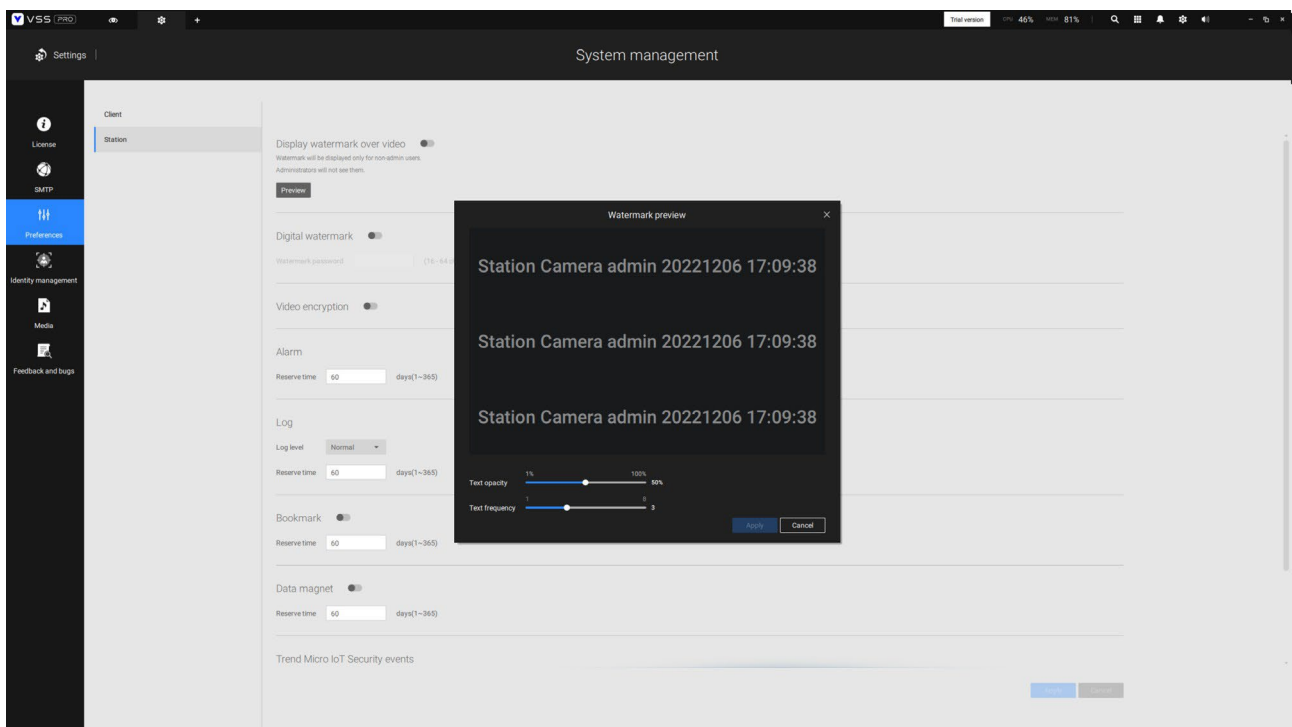 VSS PRO + Trial version CPU 46% MEM 81%
Settings System management
License
SMTP
Preferences
Identity management
Media
Feedback and bugs
Client
Station
Display watermark over video
Watermark will be displayed only for non-admin users.
Administrators will not see them.
Preview
Digital watermark
Watermark password
Video encryption
Alarm
Reserve time 60 days(1~365)
Log
Log level Normal
Reserve time 60 days(1~365)
Bookmark
Reserve time 60 days(1~365)
Data magnet
Reserve time 60 days(1~365)
Trend Micro IoT Security events
Apply Cancel
Watermark preview
Station Camera admin 20221206 17:09:38
Station Camera admin 20221206 17:09:38
Station Camera admin 20221206 17:09:38
1% 100%
Text opacity 50%
1 8
Text frequency 3
Apply Cancel